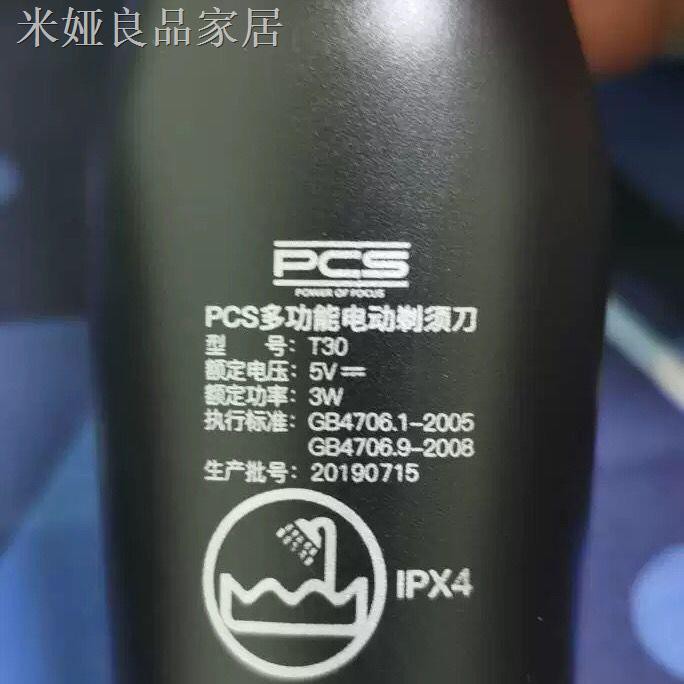 米娅良品家居
PCS
POWER OF FOCUS
PCS多功能电动剃须刀
型 号：T30
额定电压：5V⎓
额定功率：3W
执行标准：GB4706.1-2005
GB4706.9-2008
生产批号：20190715
IPX4